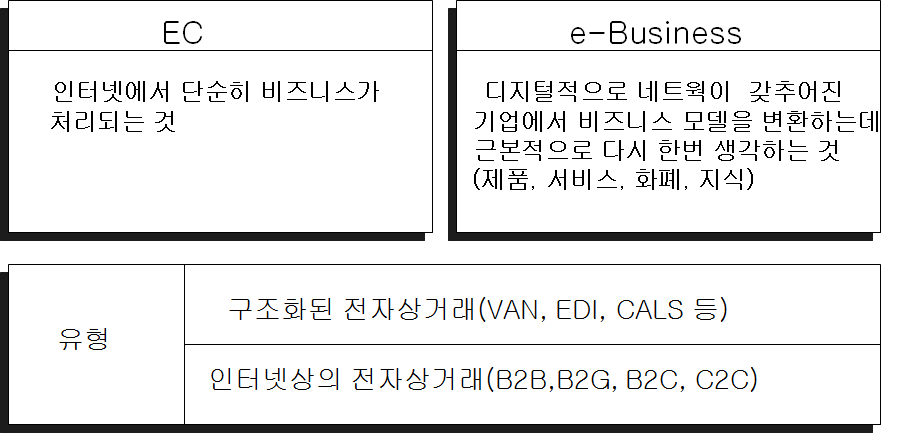 EC
인터넷에서 단순히 비즈니스가
처리되는 것
e-Business
디지털적으로 네트웍이 갖추어진
기업에서 비즈니스 모델을 변환하는데
근본적으로 다시 한번 생각하는 것
(제품, 서비스, 화폐, 지식)
유형
구조화된 전자상거래(VAN, EDI, CALS 등)
인터넷상의 전자상거래(B2B,B2G, B2C, C2C)